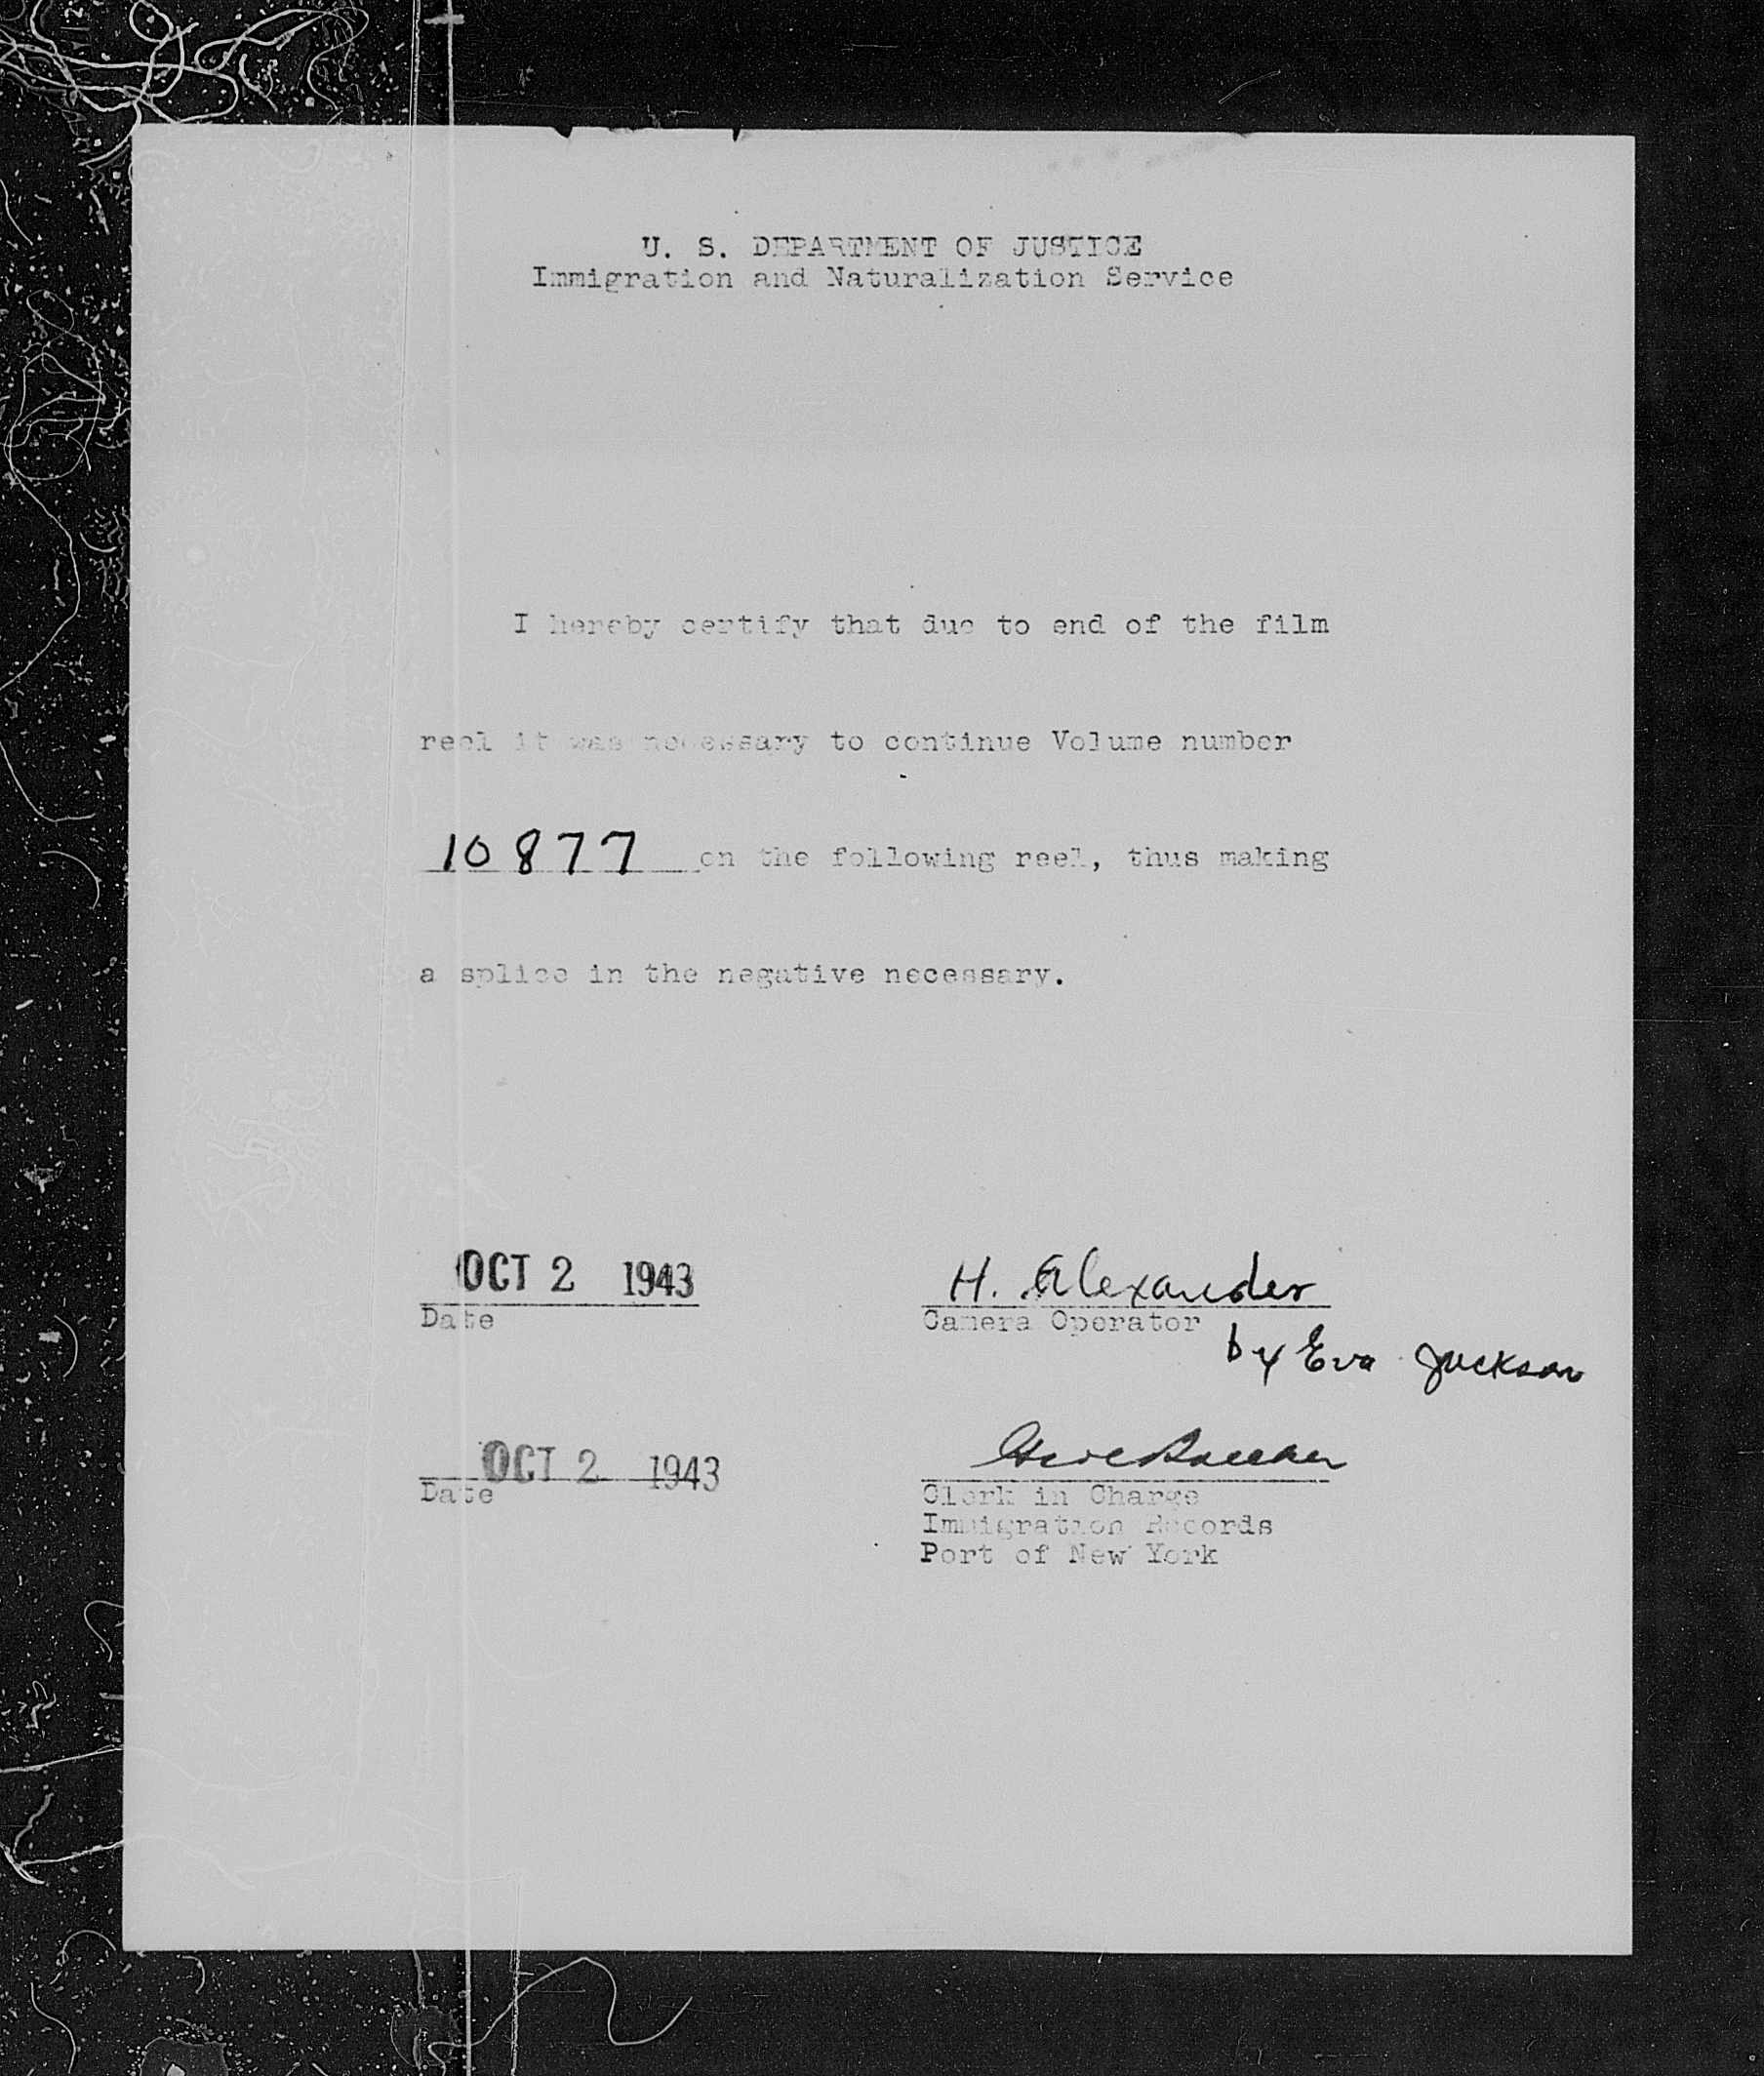 U. S. DEPARTMENT OF JUSTICE
Immigration and Naturalization Service
I hereby certify that due to end of the film
reel it was necessary to continue Volume number
10877 on the following reel, thus making
a splice in the negative necessary.
OCT 2 1943
Date
H. Alexander
Camera Operator
by Eva Jackson
OCT 2 1943
Date
Clerk in Charge
Immigration Records
Port of New York